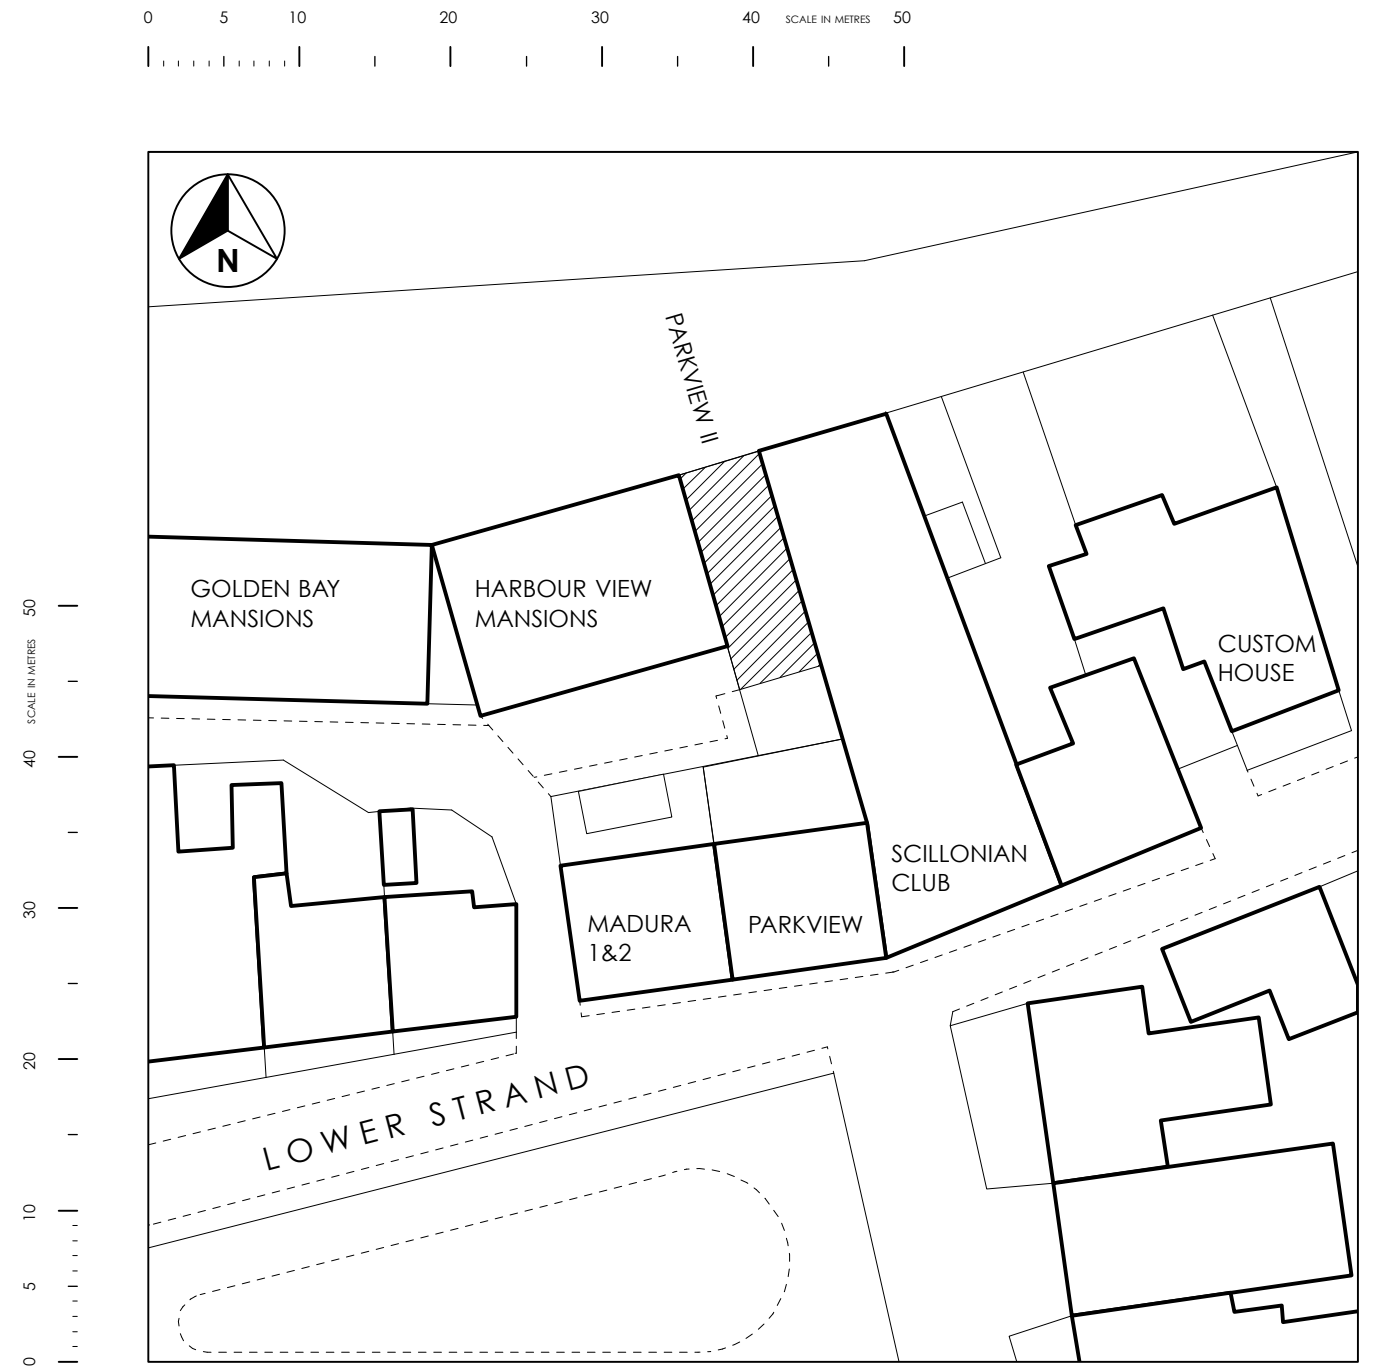 0 5 10 20 30 40 SCALE IN METRES 50
N
PARKVIEW II
GOLDEN BAY
MANSIONS
HARBOUR VIEW
MANSIONS
CUSTOM
HOUSE
SCILLONIAN
CLUB
MADURA
1&2
PARKVIEW
LOWER STRAND
0 5 10 20 30 40 SCALE IN METRES 50